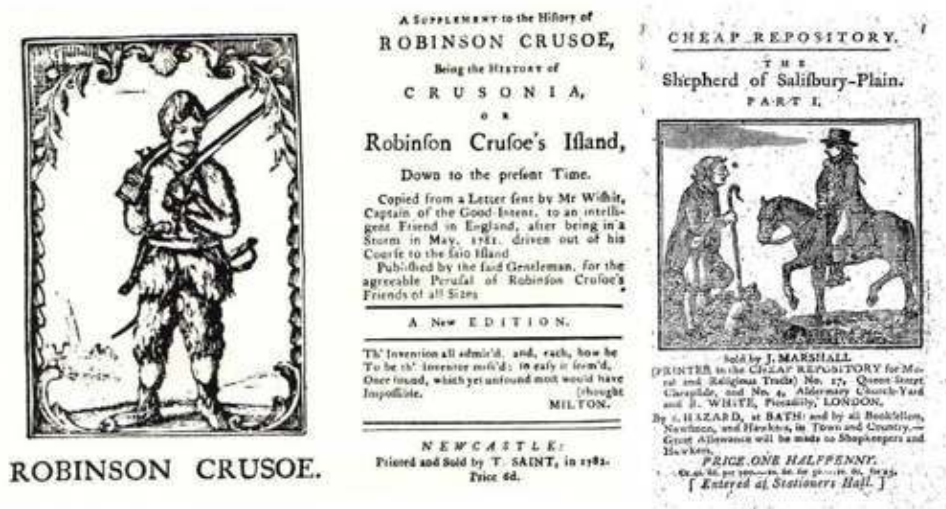 ROBINSON CRUSOE.
A SUPPLEMENT to the Hiſtory of
ROBINSON CRUSOE,
Being the HISTORY of
CRUSONIA,
OR
Robinſon Cruſoe's Iſland,
Down to the preſent Time.
Copied from a Letter ſent by Mr
Captain of the Good-Intent, to an intelli-
gent Friend in England, after being in a
Storm in May, 1781. driven out of his
Courſe to the ſaid Iſland
Publiſhed by the ſaid Gentleman, for the
agreeable Peruſal of Robinſon Cruſoe's
Friends of all Sizes
A New EDITION.
Th' Invention all admir'd, and, each, how he
To be th' Inventor miſs'd; ſo eaſy it ſeem'd,
Once found, which yet unfound moſt would have
Impoſſible. [thought
MILTON.
NEWCASTLE:
Printed and Sold by T. SAINT, in 1782.
Price 6d.
CHEAP REPOSITORY.
THE
Shepherd of Saliſbury-Plain.
PART I.
Sold by J. MARSHALL
(PRINTER to the CHEAP REPOSITORY for Mo-
ral and Religious Tracts) No. 17, Queen Street
Cheapſide, and No. 4, Aldermary Church-Yard
and R. WHITE, Piccadilly, LONDON.
By S. HAZARD, at BATH: and by all Bookſellers,
Newſmen, and Hawkers, in Town and Country.—
Great Allowance will be made to Shopkeepers and
Hawkers.
PRICE ONE HALFPENNY.
[ Entered at Stationers Hall. ]